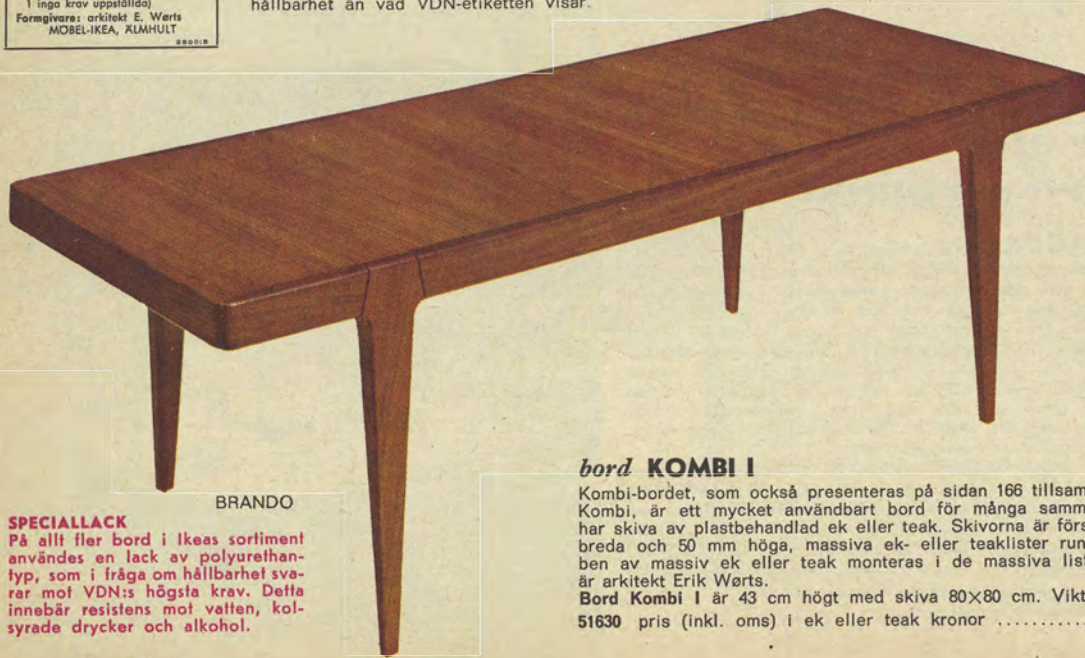 1 inga krav uppställda)
Formgivare: arkitekt E. Wørts
MÖBEL-IKEA, ÄLMHULT
hållbarhet än vad VDN-etiketten visar.
BRANDO
SPECIALLACK
På allt fler bord i Ikeas sortiment
användes en lack av polyurethan-
typ, som i fråga om hållbarhet sva-
rar mot VDN:s högsta krav. Detta
innebär resistens mot vatten, kol-
syrade drycker och alkohol.
bord KOMBI I
Kombi-bordet, som också presenteras på sidan 166 tillsam
Kombi, är ett mycket användbart bord för många samm
har skiva av plastbehandlad ek eller teak. Skivorna är förs
breda och 50 mm höga, massiva ek- eller teaklister run
ben av massiv ek eller teak monteras i de massiva list
är arkitekt Erik Wørts.
Bord Kombi I är 43 cm högt med skiva 80×80 cm. Vikt
51630 pris (inkl. oms) i ek eller teak kronor ...........